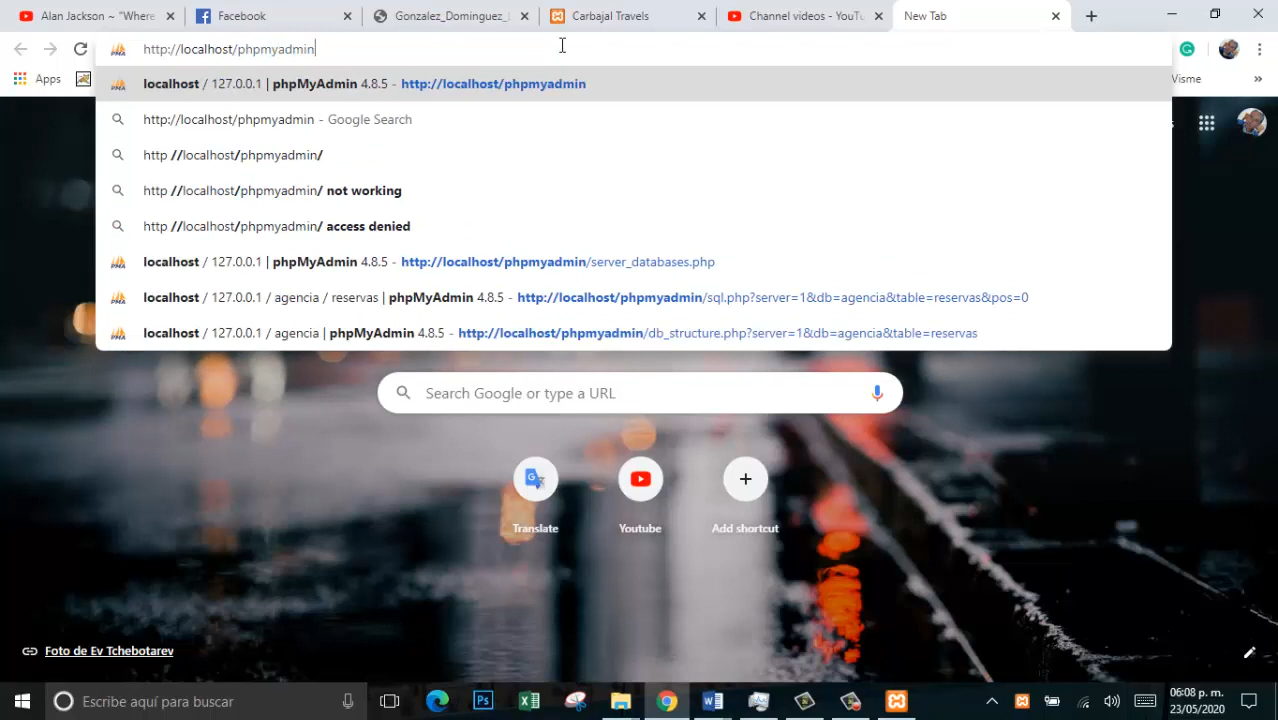 Alan Jackson ~ "Where
Facebook
Gonzalez_Dominguez_L
Carbajal Travels
Channel videos - YouTu
New Tab
http://localhost/phpmyadmin
Apps
Visme
PMA
localhost / 127.0.0.1 | phpMyAdmin 4.8.5 - http://localhost/phpmyadmin
http://localhost/phpmyadmin - Google Search
http //localhost/phpmyadmin/
http //localhost/phpmyadmin/ not working
http //localhost/phpmyadmin/ access denied
localhost / 127.0.0.1 | phpMyAdmin 4.8.5 - http://localhost/phpmyadmin/server_databases.php
localhost / 127.0.0.1 / agencia / reservas | phpMyAdmin 4.8.5 - http://localhost/phpmyadmin/sql.php?server=1&db=agencia&table=reservas&pos=0
localhost / 127.0.0.1 / agencia | phpMyAdmin 4.8.5 - http://localhost/phpmyadmin/db_structure.php?server=1&db=agencia&table=reservas
Search Google or type a URL
Translate
Youtube
Add shortcut
Foto de Ev Tchebotarev
Escribe aquí para buscar
06:08 p. m.
23/05/2020